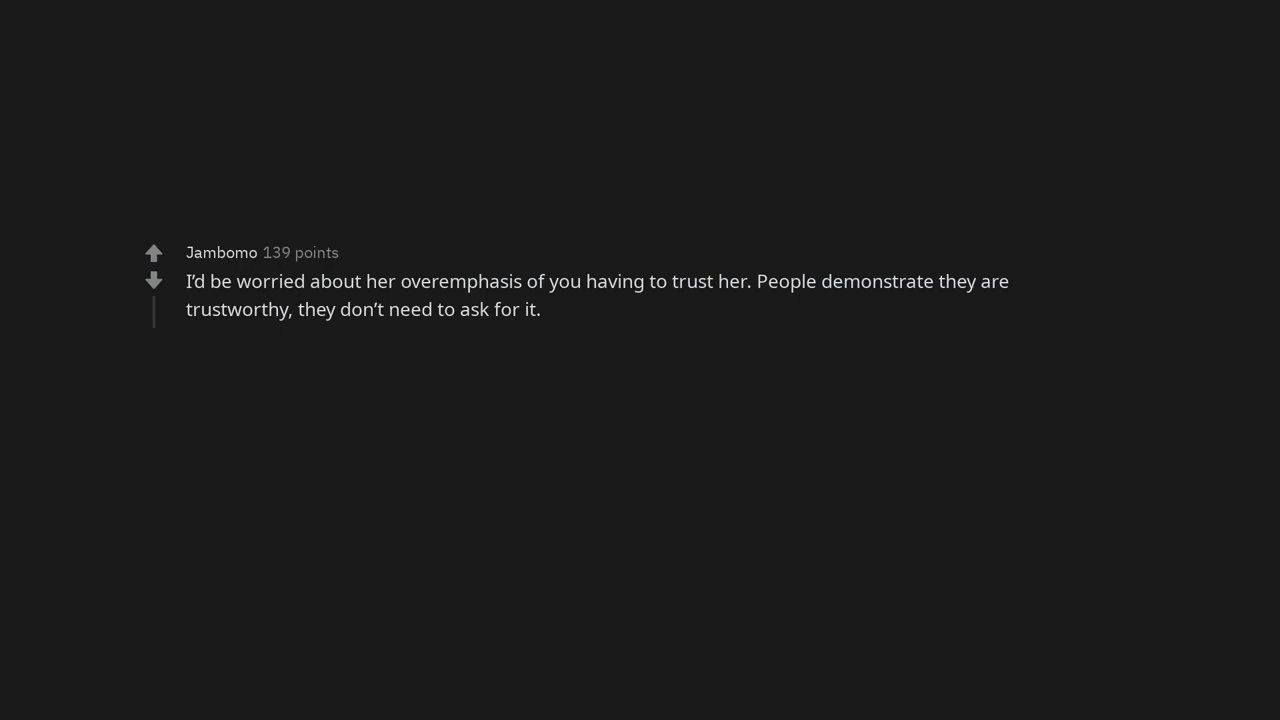 Jambomo 139 points
I’d be worried about her overemphasis of you having to trust her. People demonstrate they are
trustworthy, they don’t need to ask for it.